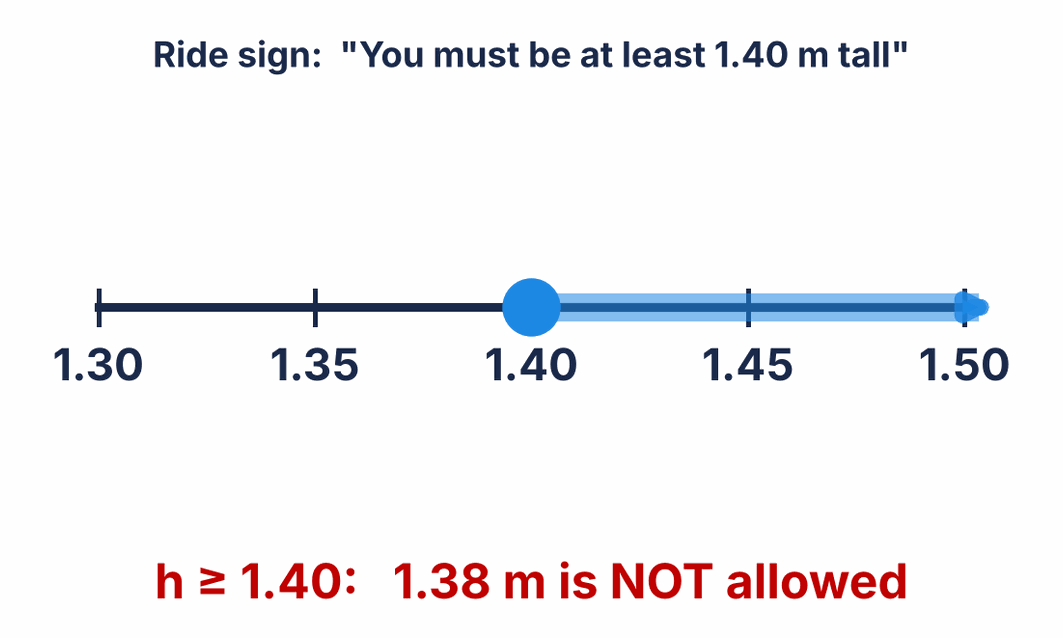 Ride sign: "You must be at least 1.40 m tall"
1.30 1.35 1.40 1.45 1.50
h ≥ 1.40: 1.38 m is NOT allowed